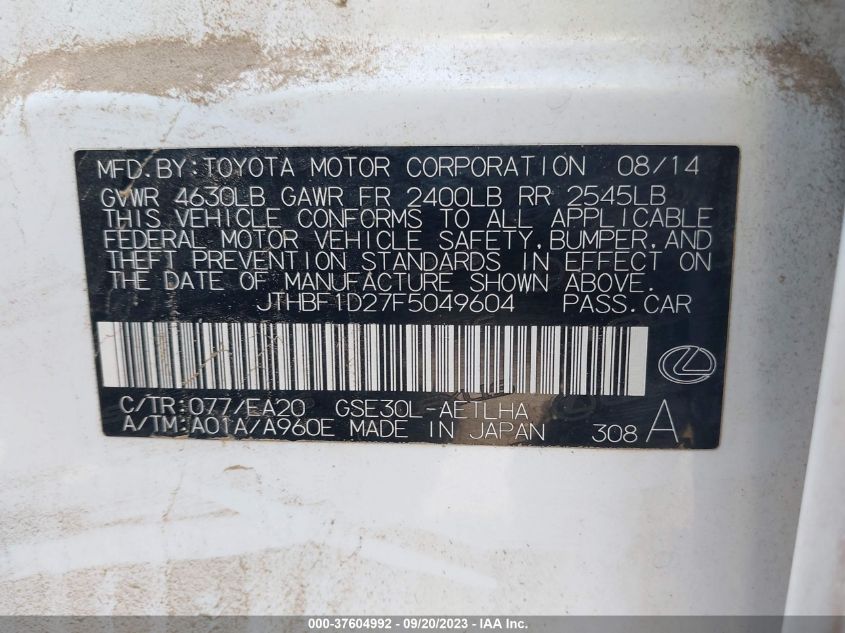 MFD.BY:TOYOTA MOTOR CORPORATION 08/14
GVWR 4630LB GAWR FR 2400LB RR 2545LB
THIS VEHICLE CONFORMS TO ALL APPLICABLE
FEDERAL MOTOR VEHICLE SAFETY,BUMPER,AND
THEFT PREVENTION STANDARDS IN EFFECT ON
THE DATE OF MANUFACTURE SHOWN ABOVE.
JTHBF1D27F5049604 PASS.CAR
C/TR:077/EA20 GSE30L-AETLHA
A/TM:A01A/A960E MADE IN JAPAN 308 A
000-37604992 - 09/20/2023 - IAA Inc.